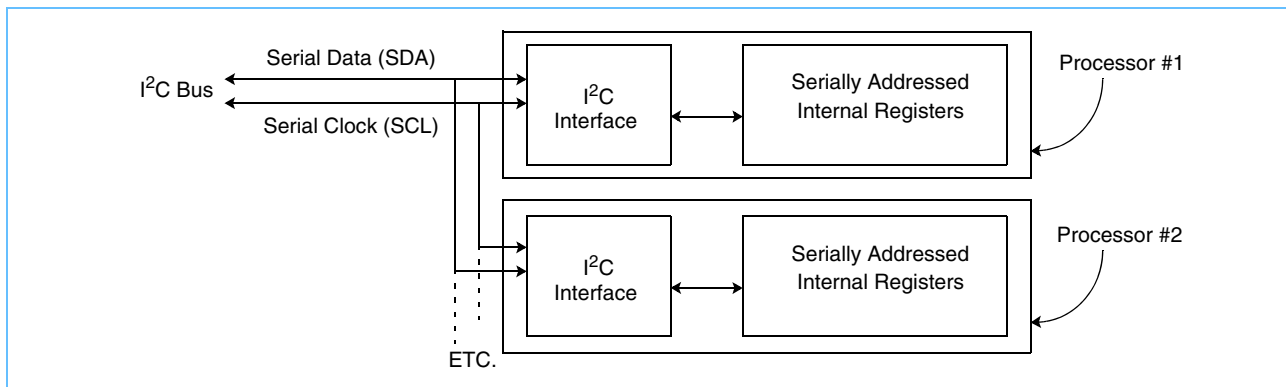 Serial Data (SDA)
I²C Bus
Serial Clock (SCL)
I²C
Interface
Serially Addressed
Internal Registers
Processor #1
I²C
Interface
Serially Addressed
Internal Registers
Processor #2
ETC.